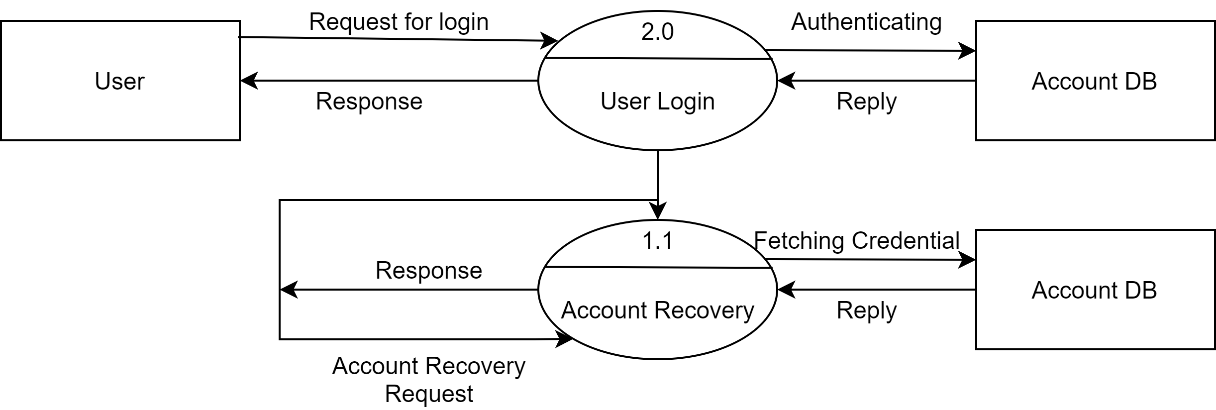 Request for login
2.0
Authenticating
User
User Login
Account DB
Response
Reply
1.1
Fetching Credential
Response
Account Recovery
Account DB
Reply
Account Recovery
Request